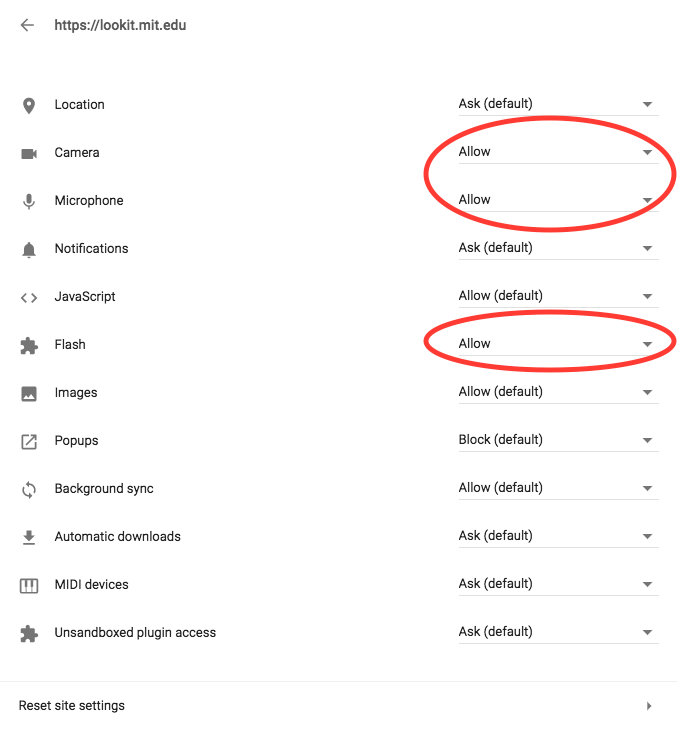 https://lookit.mit.edu
Location Ask (default)
Camera Allow
Microphone Allow
Notifications Ask (default)
JavaScript Allow (default)
Flash Allow
Images Allow (default)
Popups Block (default)
Background sync Allow (default)
Automatic downloads Ask (default)
MIDI devices Ask (default)
Unsandboxed plugin access Ask (default)
Reset site settings